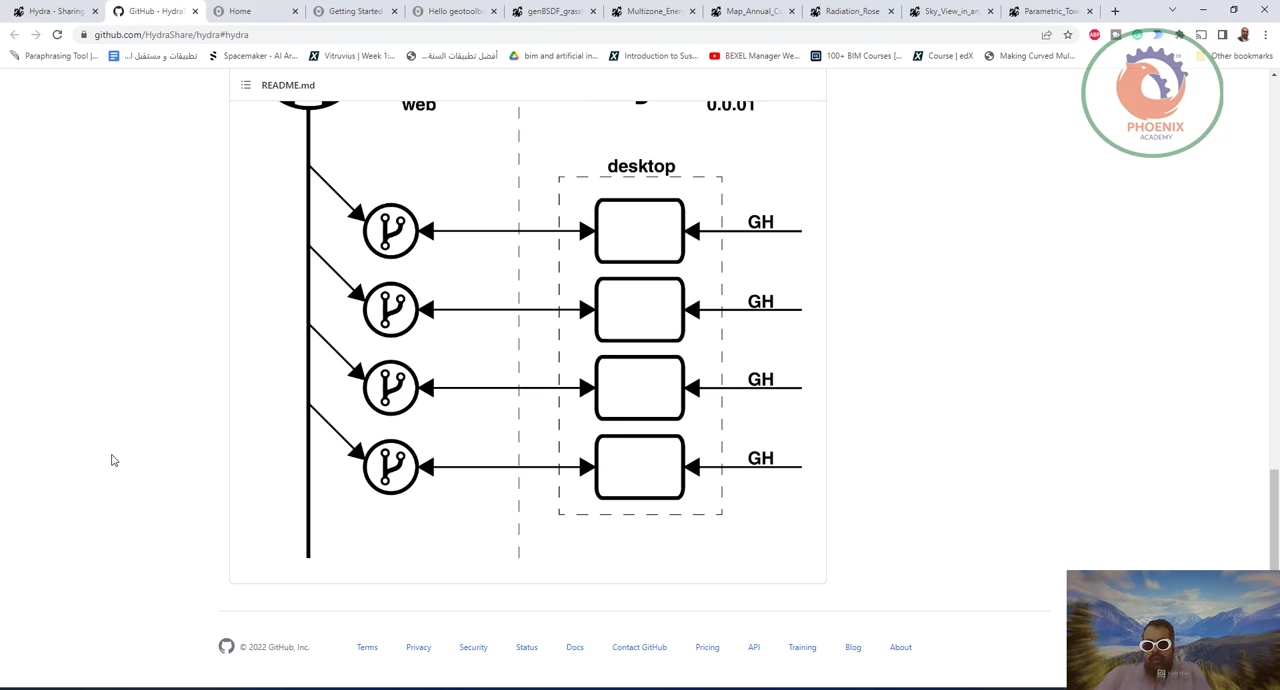 Hydra - Sharing
GitHub - Hydra
Home
Getting Started
Hello geotoolbo
genBSDF_grass
Multizone_Ener
Map_Annual_Co
Radiation_Rose
Sky_View_in_an
Parametric_Tow
github.com/HydraShare/hydra#hydra
Paraphrasing Tool |...
تطبيقات و مستقبل ا...
Spacemaker - AI Ar...
Vitruvius | Week 1:...
أفضل تطبيقات السنة...
bim and artificial in...
Introduction to Sus...
BEXEL Manager We...
100+ BIM Courses [...
Course | edX
Making Curved Mul...
Other bookmarks
PHOENIX
ACADEMY
README.md
web
0.0.01
desktop
GH
GH
GH
GH
© 2022 GitHub, Inc.
Terms
Privacy
Security
Status
Docs
Contact GitHub
Pricing
API
Training
Blog
About